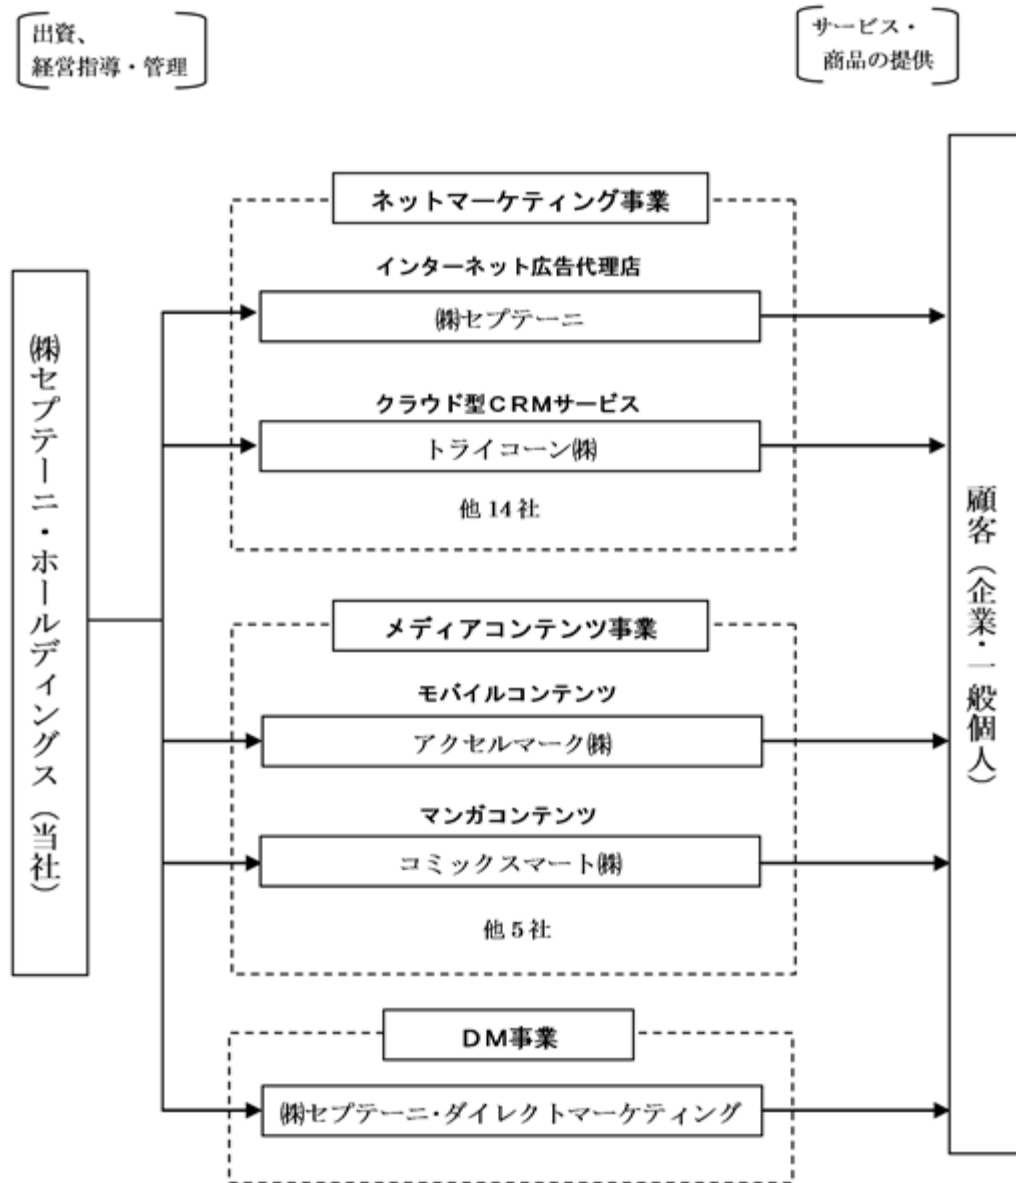 出資、
経営指導・管理
サービス・
商品の提供
ネットマーケティング事業
インターネット広告代理店
㈱セプテーニ
クラウド型ＣＲＭサービス
トライコーン㈱
他 14 社
㈱セプテーニ・ホールディングス（当社）
メディアコンテンツ事業
モバイルコンテンツ
アクセルマーク㈱
マンガコンテンツ
コミックスマート㈱
他 5 社
ＤＭ事業
㈱セプテーニ・ダイレクトマーケティング
顧客（企業・一般個人）